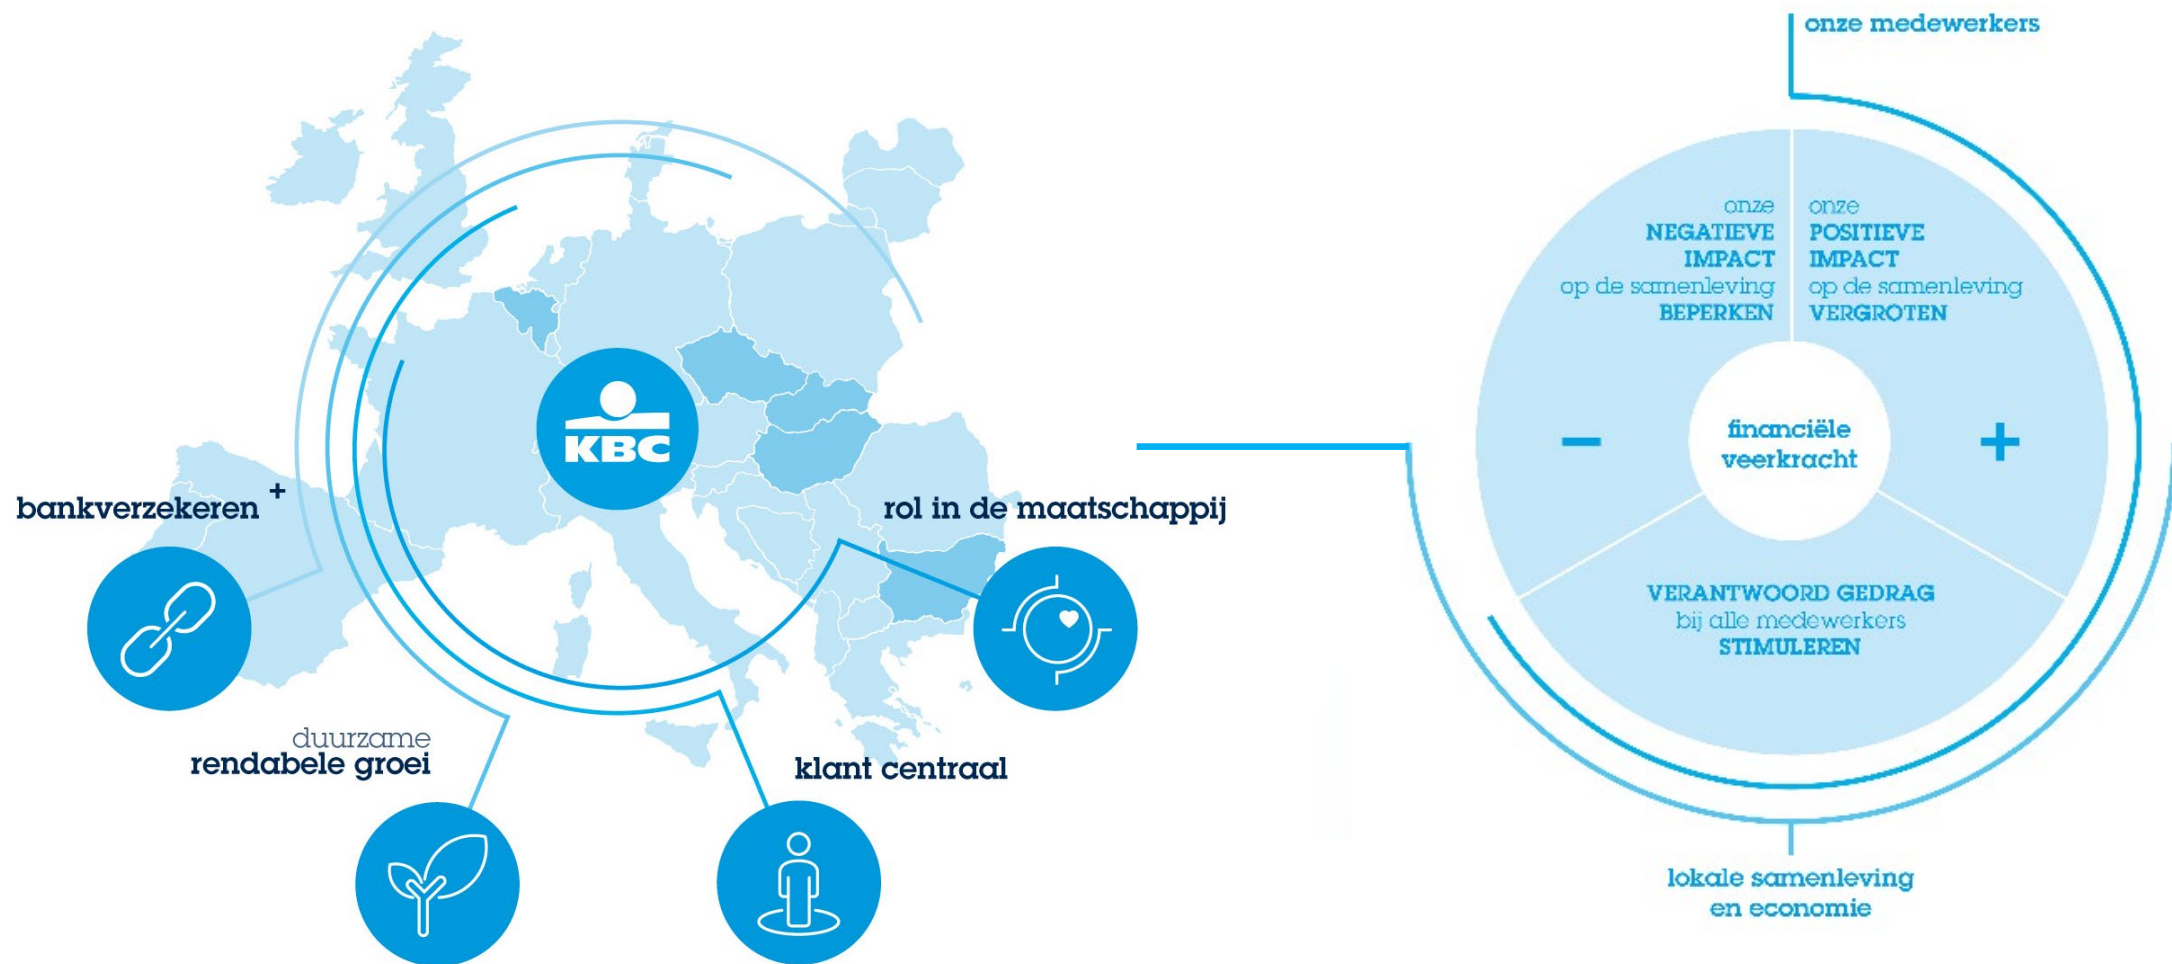 KBC
bankverzekeren +
rol in de maatschappij
duurzame
rendabele groei
klant centraal
onze medewerkers
onze
NEGATIEVE
IMPACT
op de samenleving
BEPERKEN
onze
POSITIEVE
IMPACT
op de samenleving
VERGROTEN
–
financiële
veerkracht
+
VERANTWOORD GEDRAG
bij alle medewerkers
STIMULEREN
lokale samenleving
en economie